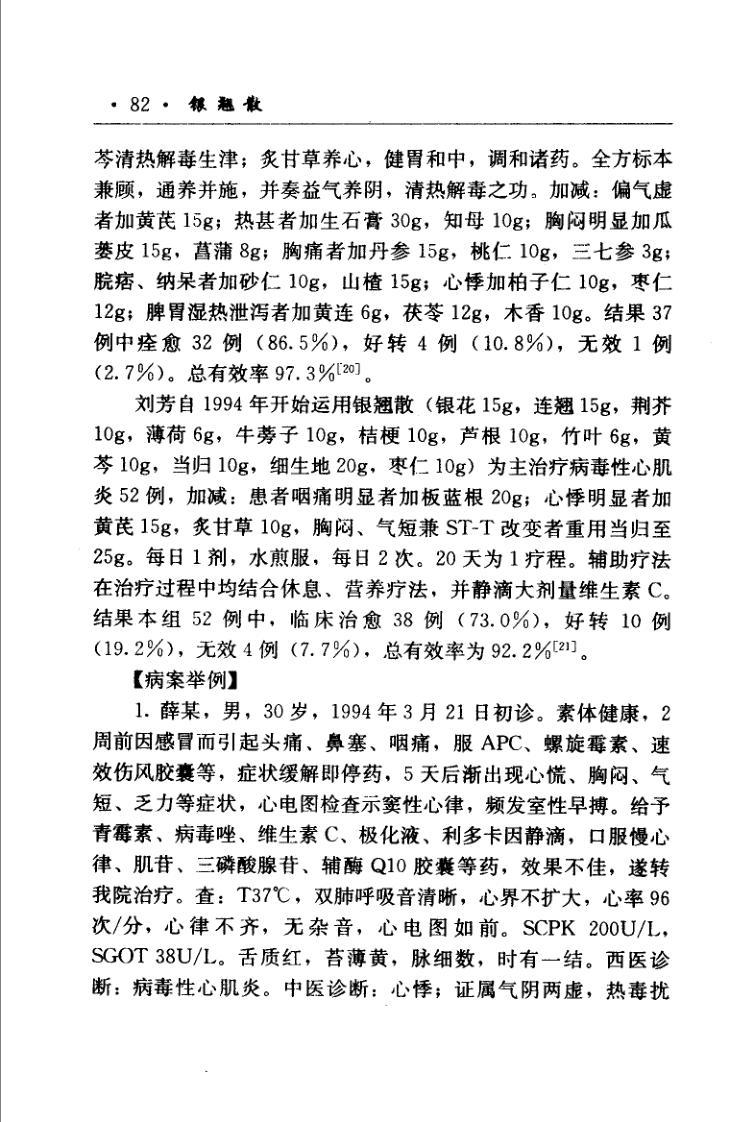 · 82 · 银翘散
芩清热解毒生津；炙甘草养心，健胃和中，调和诸药。全方标本
兼顾，通养并施，并奏益气养阴，清热解毒之功。加减：偏气虚
者加黄芪 15g；热甚者加生石膏 30g，知母 10g；胸闷明显加瓜
蒌皮 15g，菖蒲 8g；胸痛者加丹参 15g，桃仁 10g，三七参 3g；
脘痞、纳呆者加砂仁 10g，山楂 15g；心悸加柏子仁 10g，枣仁
12g；脾胃湿热泄泻者加黄连 6g，茯苓 12g，木香 10g。结果 37
例中痊愈 32 例（86.5%），好转 4 例（10.8%），无效 1 例
（2.7%）。总有效率 97.3%[20]。
刘芳自 1994 年开始运用银翘散（银花 15g，连翘 15g，荆芥
10g，薄荷 6g，牛蒡子 10g，桔梗 10g，芦根 10g，竹叶 6g，黄
芩 10g，当归 10g，细生地 20g，枣仁 10g）为主治疗病毒性心肌
炎 52 例，加减：患者咽痛明显者加板蓝根 20g；心悸明显者加
黄芪 15g，炙甘草 10g，胸闷、气短兼 ST-T 改变者重用当归至
25g。每日 1 剂，水煎服，每日 2 次。20 天为 1 疗程。辅助疗法
在治疗过程中均结合休息、营养疗法，并静滴大剂量维生素 C。
结果本组 52 例中，临床治愈 38 例（73.0%），好转 10 例
（19.2%），无效 4 例（7.7%），总有效率为 92.2%[21]。
【病案举例】
1. 薛某，男，30 岁，1994 年 3 月 21 日初诊。素体健康，2
周前因感冒而引起头痛、鼻塞、咽痛，服 APC、螺旋霉素、速
效伤风胶囊等，症状缓解即停药，5 天后渐出现心慌、胸闷、气
短、乏力等症状，心电图检查示窦性心律，频发室性早搏。给予
青霉素、病毒唑、维生素 C、极化液、利多卡因静滴，口服慢心
律、肌苷、三磷酸腺苷、辅酶 Q10 胶囊等药，效果不佳，遂转
我院治疗。查：T37℃，双肺呼吸音清晰，心界不扩大，心率 96
次/分，心律不齐，无杂音，心电图如前。SCPK 200U/L，
SGOT 38U/L。舌质红，苔薄黄，脉细数，时有一结。西医诊
断：病毒性心肌炎。中医诊断：心悸；证属气阴两虚，热毒扰